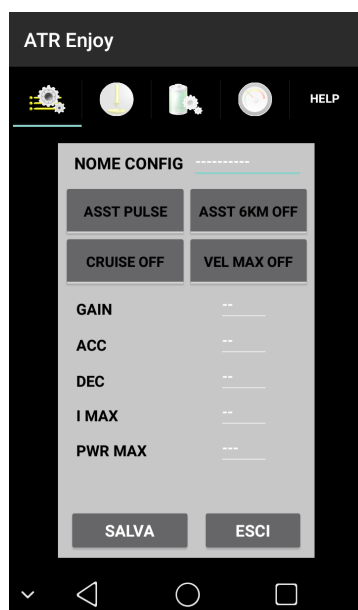 ATR Enjoy
HELP
NOME CONFIG ----------
ASST PULSE ASST 6KM OFF
CRUISE OFF VEL MAX OFF
GAIN --
ACC --
DEC --
I MAX --
PWR MAX ---
SALVA ESCI